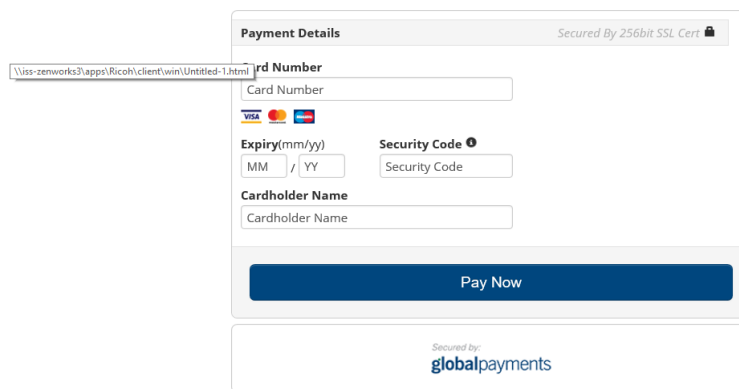 Payment Details
Secured By 256bit SSL Cert
\\iss-zenworks3\apps\Ricoh\client\win\Untitled-1.html
Card Number
Card Number
VISA
Expiry(mm/yy)
Security Code
MM / YY
Security Code
Cardholder Name
Cardholder Name
Pay Now
Secured by:
globalpayments